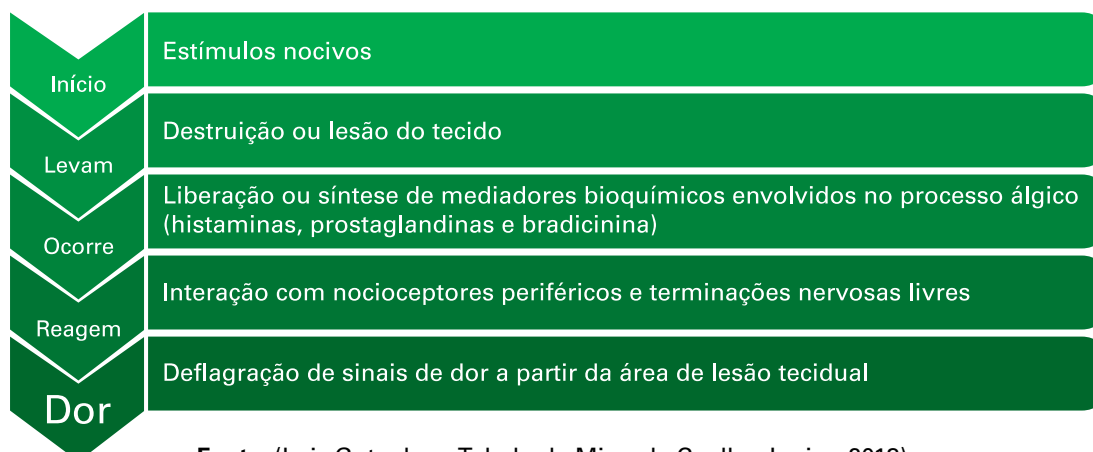 Início
Estímulos nocivos
Levam
Destruição ou lesão do tecido
Ocorre
Liberação ou síntese de mediadores bioquímicos envolvidos no processo álgico
(histaminas, prostaglandinas e bradicinina)
Reagem
Interação com nocioceptores periféricos e terminações nervosas livres
Dor
Deflagração de sinais de dor a partir da área de lesão tecidual